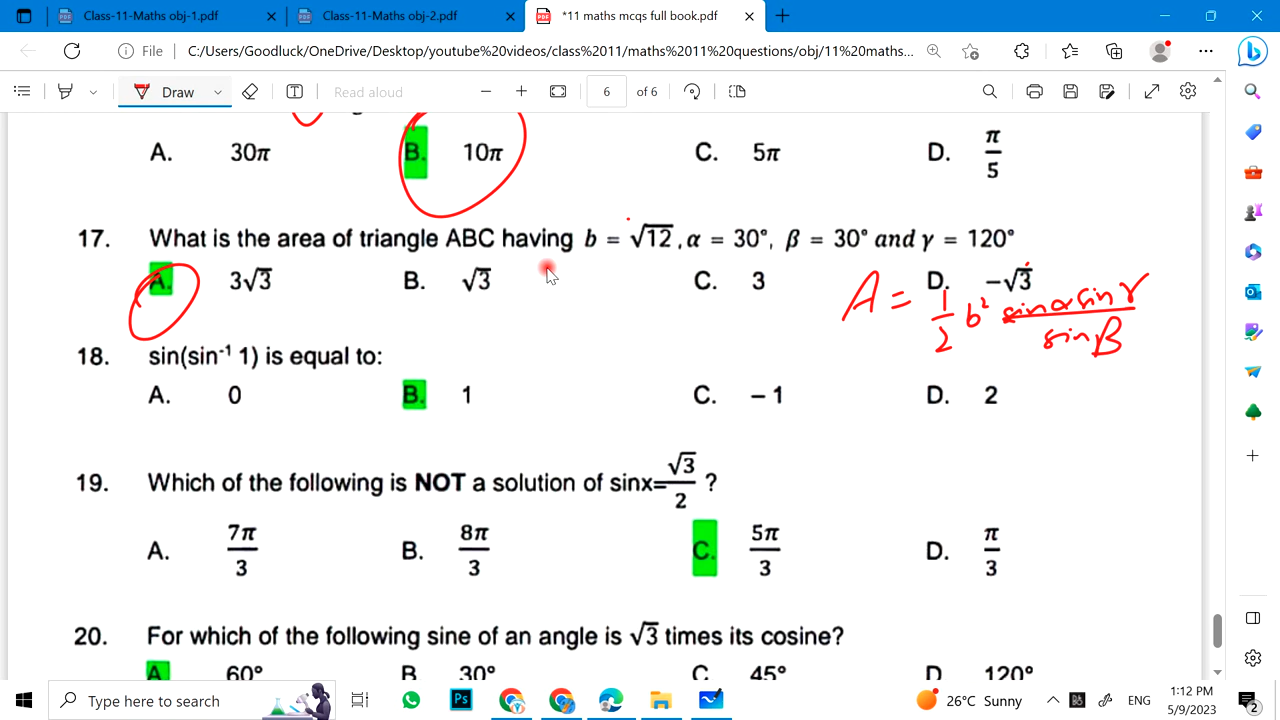 Class-11-Maths obj-1.pdf
Class-11-Maths obj-2.pdf
*11 maths mcqs full book.pdf
File
C:/Users/Goodluck/OneDrive/Desktop/youtube%20videos/class%2011/maths%2011%20questions/obj/11%20maths...
Draw
Read aloud
6 of 6
A. 30π B. 10π C. 5π D. π/5
17. What is the area of triangle ABC having b = √12, α = 30°, β = 30° and γ = 120°
A. 3√3 B. √3 C. 3 D. −√3
A = 1/2 b² sinα sin γ / sin β
18. sin(sin⁻¹ 1) is equal to:
A. 0 B. 1 C. – 1 D. 2
19. Which of the following is NOT a solution of sinx=√3/2 ?
A. 7π/3 B. 8π/3 C. 5π/3 D. π/3
20. For which of the following sine of an angle is √3 times its cosine?
A 60° B 30° C 45° D 120°
Type here to search
26°C Sunny
ENG
1:12 PM
5/9/2023
2